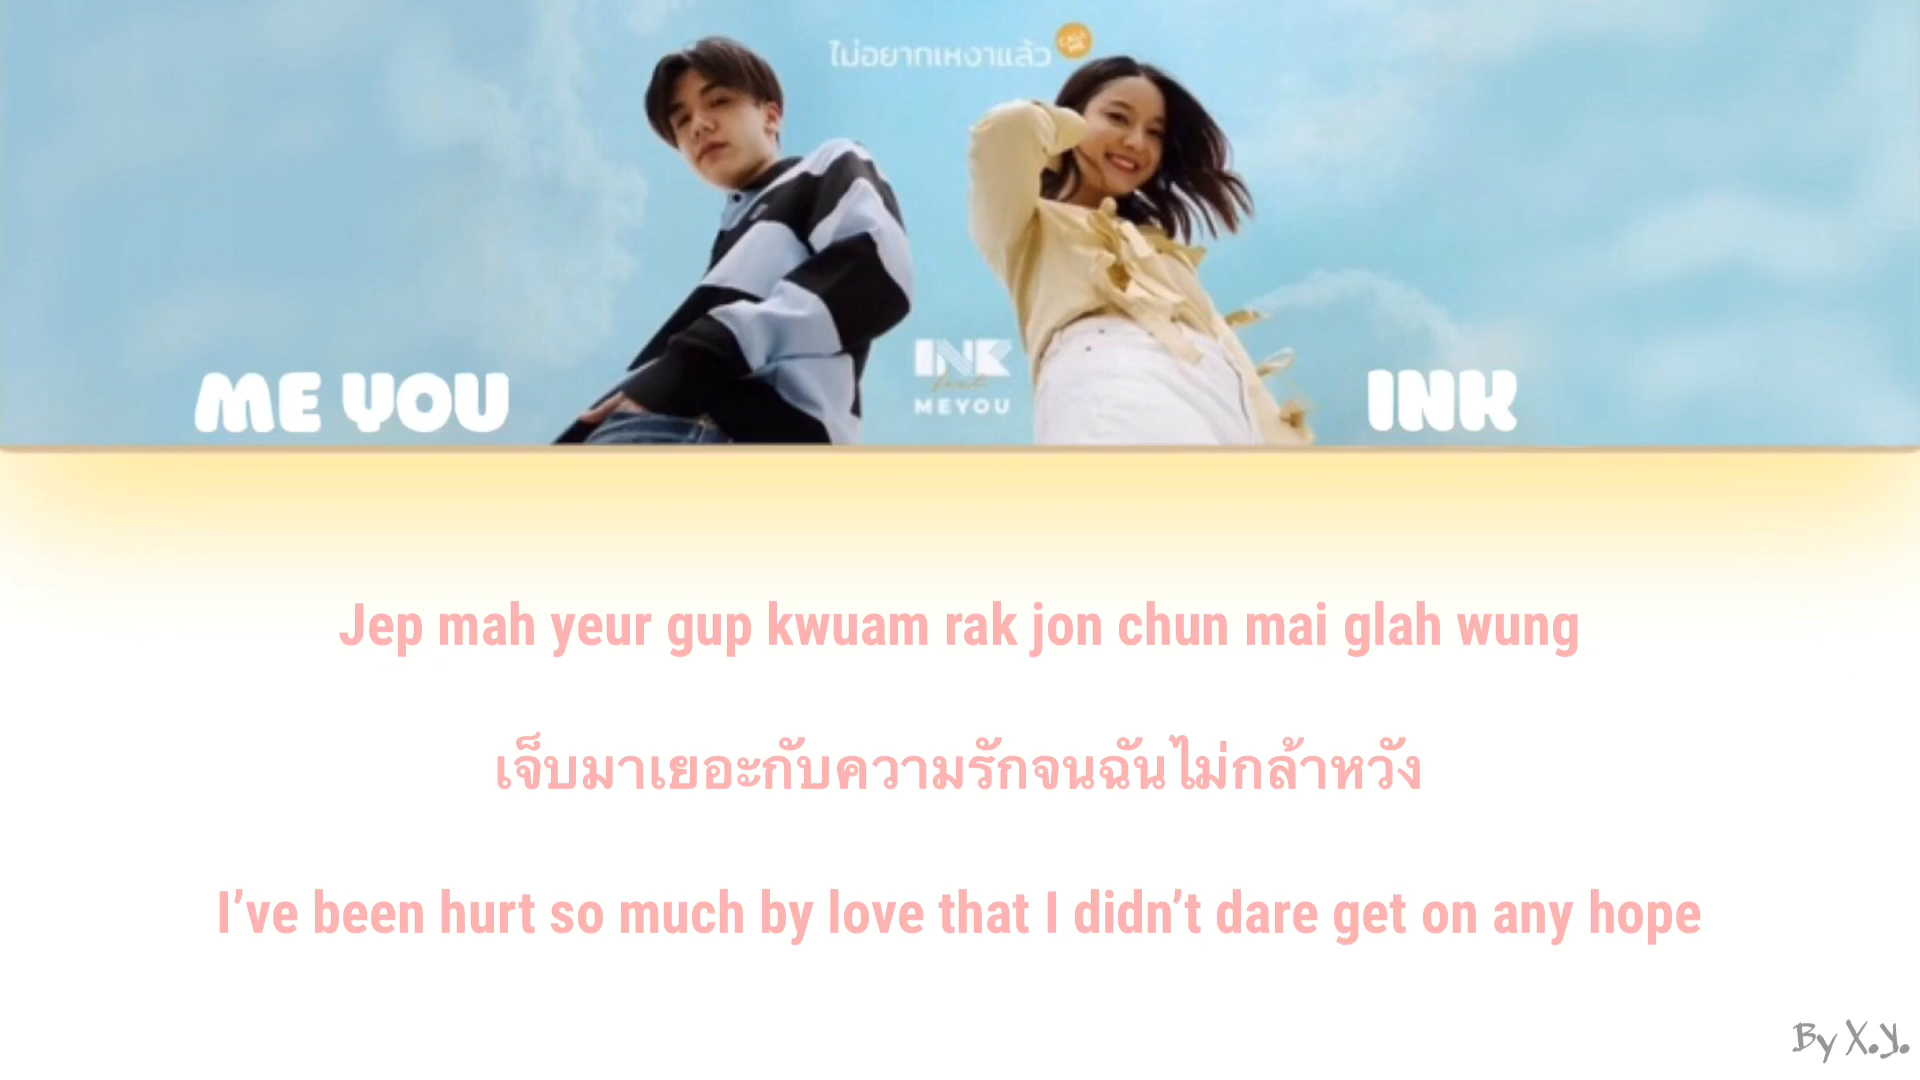 ไม่อยากเหงาแล้ว
CALL ME
INK
feat
MEYOU
ME YOU
INK
Jep mah yeur gup kwuam rak jon chun mai glah wung
เจ็บมาเยอะกับความรักจนฉันไม่กล้าหวัง
I’ve been hurt so much by love that I didn’t dare get on any hope
By X.Y.